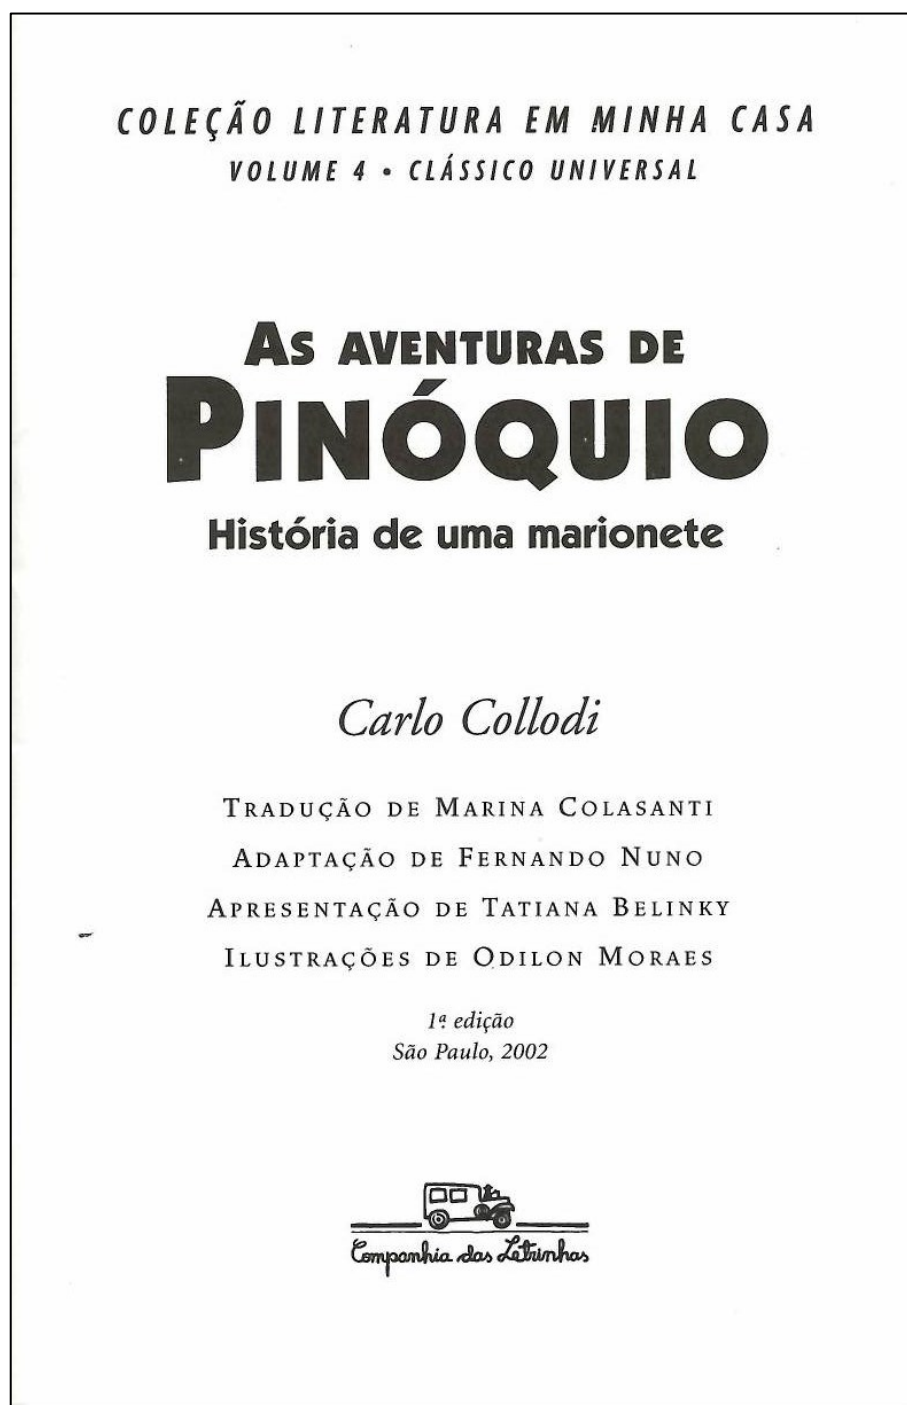 COLEÇÃO LITERATURA EM MINHA CASA
VOLUME 4 • CLÁSSICO UNIVERSAL
AS AVENTURAS DE
PINÓQUIO
História de uma marionete
Carlo Collodi
TRADUÇÃO DE MARINA COLASANTI
ADAPTAÇÃO DE FERNANDO NUNO
APRESENTAÇÃO DE TATIANA BELINKY
ILUSTRAÇÕES DE ODILON MORAES
1ª edição
São Paulo, 2002
Companhia das Letrinhas